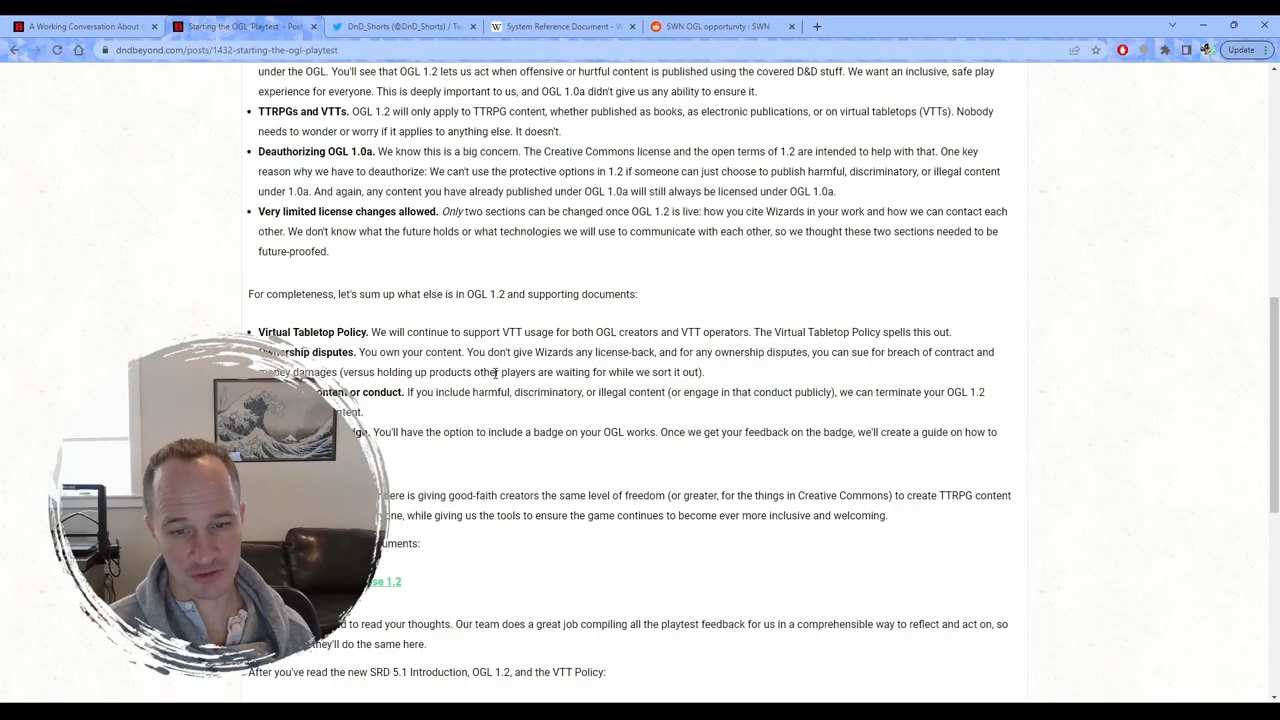 A Working Conversation About t
Starting the OGL 'Playtest' - Post
DnD_Shorts (@DnD_Shorts) / Tw
System Reference Document - W
SWN OGL opportunity : SWN
dndbeyond.com/posts/1432-starting-the-ogl-playtest
Update
under the OGL. You'll see that OGL 1.2 lets us act when offensive or hurtful content is published using the covered D&D stuff. We want an inclusive, safe play
experience for everyone. This is deeply important to us, and OGL 1.0a didn't give us any ability to ensure it.
TTRPGs and VTTs. OGL 1.2 will only apply to TTRPG content, whether published as books, as electronic publications, or on virtual tabletops (VTTs). Nobody
needs to wonder or worry if it applies to anything else. It doesn't.
Deauthorizing OGL 1.0a. We know this is a big concern. The Creative Commons license and the open terms of 1.2 are intended to help with that. One key
reason why we have to deauthorize: We can't use the protective options in 1.2 if someone can just choose to publish harmful, discriminatory, or illegal content
under 1.0a. And again, any content you have already published under OGL 1.0a will still always be licensed under OGL 1.0a.
Very limited license changes allowed. Only two sections can be changed once OGL 1.2 is live: how you cite Wizards in your work and how we can contact each
other. We don't know what the future holds or what technologies we will use to communicate with each other, so we thought these two sections needed to be
future-proofed.
For completeness, let's sum up what else is in OGL 1.2 and supporting documents:
Virtual Tabletop Policy. We will continue to support VTT usage for both OGL creators and VTT operators. The Virtual Tabletop Policy spells this out.
disputes. You own your content. You don't give Wizards any license-back, and for any ownership disputes, you can sue for breach of contract and
damages (versus holding up products other players are waiting for while we sort it out).
or conduct. If you include harmful, discriminatory, or illegal content (or engage in that conduct publicly), we can terminate your OGL 1.2
You'll have the option to include a badge on your OGL works. Once we get your feedback on the badge, we'll create a guide on how to
here is giving good-faith creators the same level of freedom (or greater, for the things in Creative Commons) to create TTRPG content
while giving us the tools to ensure the game continues to become ever more inclusive and welcoming.
1.2
to read your thoughts. Our team does a great job compiling all the playtest feedback for us in a comprehensible way to reflect and act on, so
they'll do the same here.
After you've read the new SRD 5.1 Introduction, OGL 1.2, and the VTT Policy: